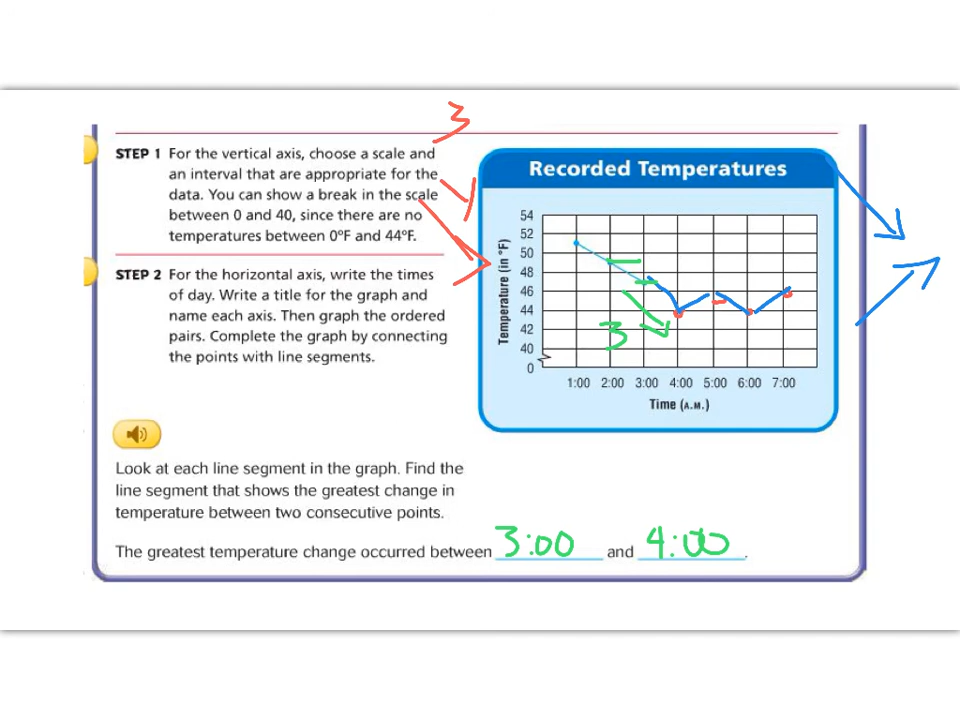 3
STEP 1 For the vertical axis, choose a scale and
an interval that are appropriate for the
data. You can show a break in the scale
between 0 and 40, since there are no
temperatures between 0°F and 44°F.
STEP 2 For the horizontal axis, write the times
of day. Write a title for the graph and
name each axis. Then graph the ordered
pairs. Complete the graph by connecting
the points with line segments.
Recorded Temperatures
Temperature (in °F)
54
52
50
48
46
44
42
40
0
3
1:00 2:00 3:00 4:00 5:00 6:00 7:00
Time (A.M.)
Look at each line segment in the graph. Find the
line segment that shows the greatest change in
temperature between two consecutive points.
The greatest temperature change occurred between 3:00 and 4:00.